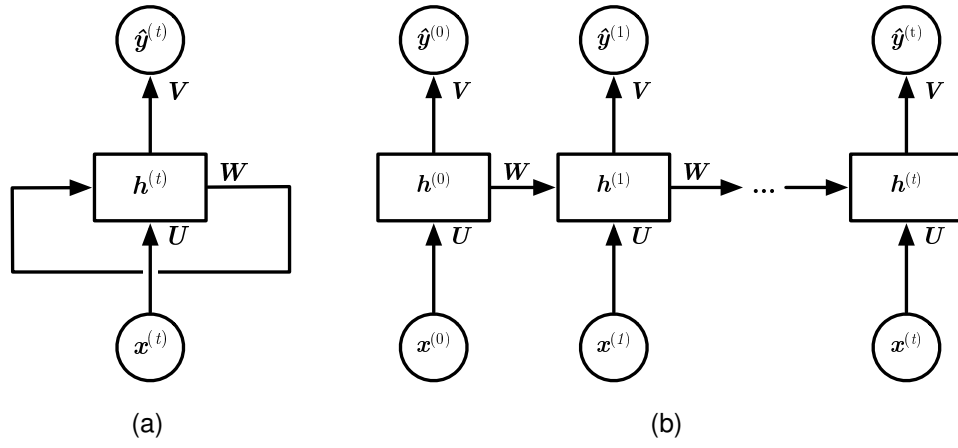 ŷ^(t) ŷ^(0) ŷ^(1) ŷ^(t)
V V V V
h^(t) W h^(0) W h^(1) W ... h^(t)
U U U U
x^(t) x^(0) x^(1) x^(t)
(a) (b)